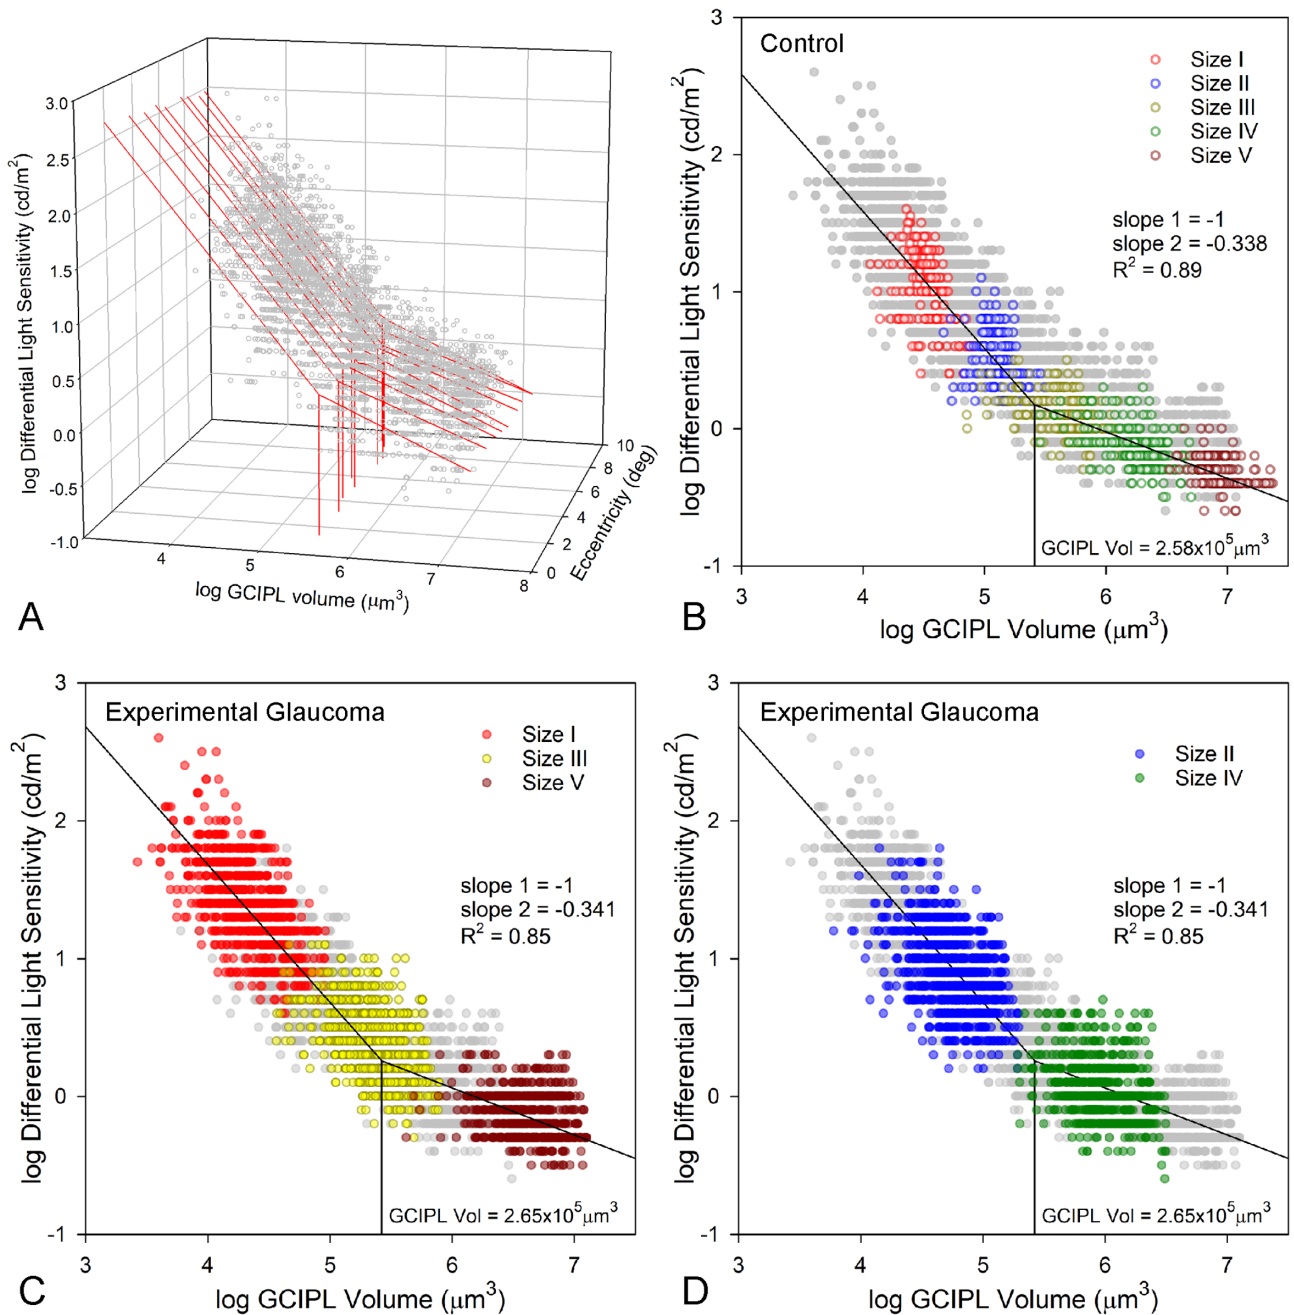 3.0
2.5
2.0
1.5
1.0
0.5
0.0
-0.5
-1.0
log Differential Light Sensitivity (cd/m2)
4
5
6
7
8
log GCIPL volume (μm3)
0
2
4
6
8
10
Eccentricity (deg)
A
Control
Size I
Size II
Size III
Size IV
Size V
slope 1 = -1
slope 2 = -0.338
R2 = 0.89
GCIPL Vol = 2.58x105μm3
3
2
1
0
-1
log Differential Light Sensitivity (cd/m2)
3 4 5 6 7
log GCIPL Volume (μm3)
B
Experimental Glaucoma
Size I
Size III
Size V
slope 1 = -1
slope 2 = -0.341
R2 = 0.85
GCIPL Vol = 2.65x105μm3
3
2
1
0
-1
log Differential Light Sensitivity (cd/m2)
3 4 5 6 7
log GCIPL Volume (μm3)
C
Experimental Glaucoma
Size II
Size IV
slope 1 = -1
slope 2 = -0.341
R2 = 0.85
GCIPL Vol = 2.65x105μm3
3
2
1
0
-1
log Differential Light Sensitivity (cd/m2)
3 4 5 6 7
log GCIPL Volume (μm3)
D